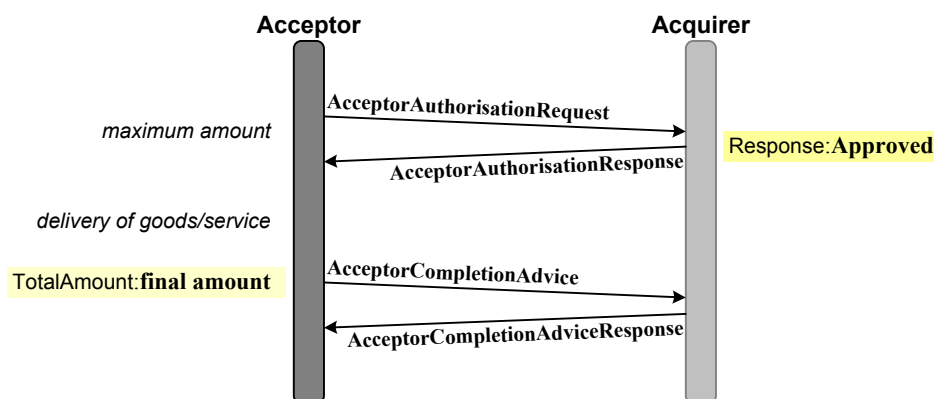 Acceptor
Acquirer
AcceptorAuthorisationRequest
maximum amount
Response:Approved
AcceptorAuthorisationResponse
delivery of goods/service
AcceptorCompletionAdvice
TotalAmount:final amount
AcceptorCompletionAdviceResponse